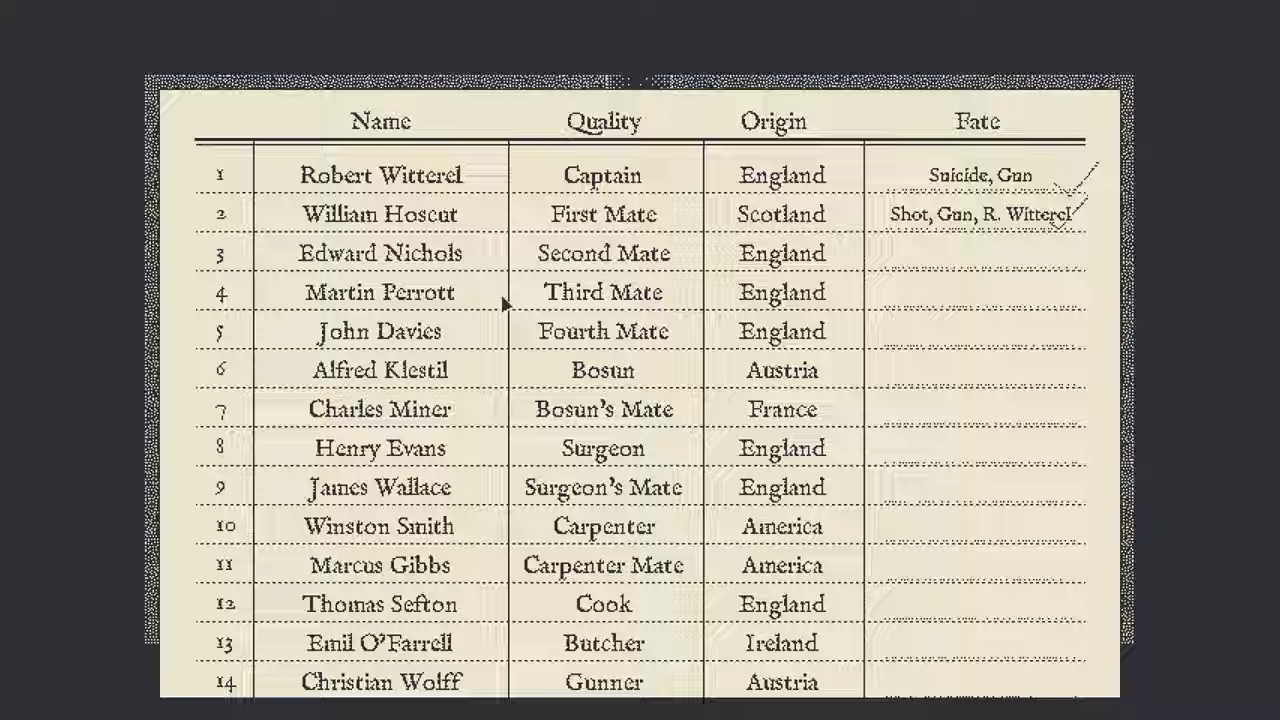 Name Quality Origin Fate
1 Robert Witterel Captain England Suicide, Gun
2 William Hoscut First Mate Scotland Shot, Gun, R. Witterel
3 Edward Nichols Second Mate England
4 Martin Perrott Third Mate England
5 John Davies Fourth Mate England
6 Alfred Klestil Bosun Austria
7 Charles Miner Bosun's Mate France
8 Henry Evans Surgeon England
9 James Wallace Surgeon's Mate England
10 Winston Smith Carpenter America
11 Marcus Gibbs Carpenter Mate America
12 Thomas Sefton Cook England
13 Emil O'Farrell Butcher Ireland
14 Christian Wolff Gunner Austria